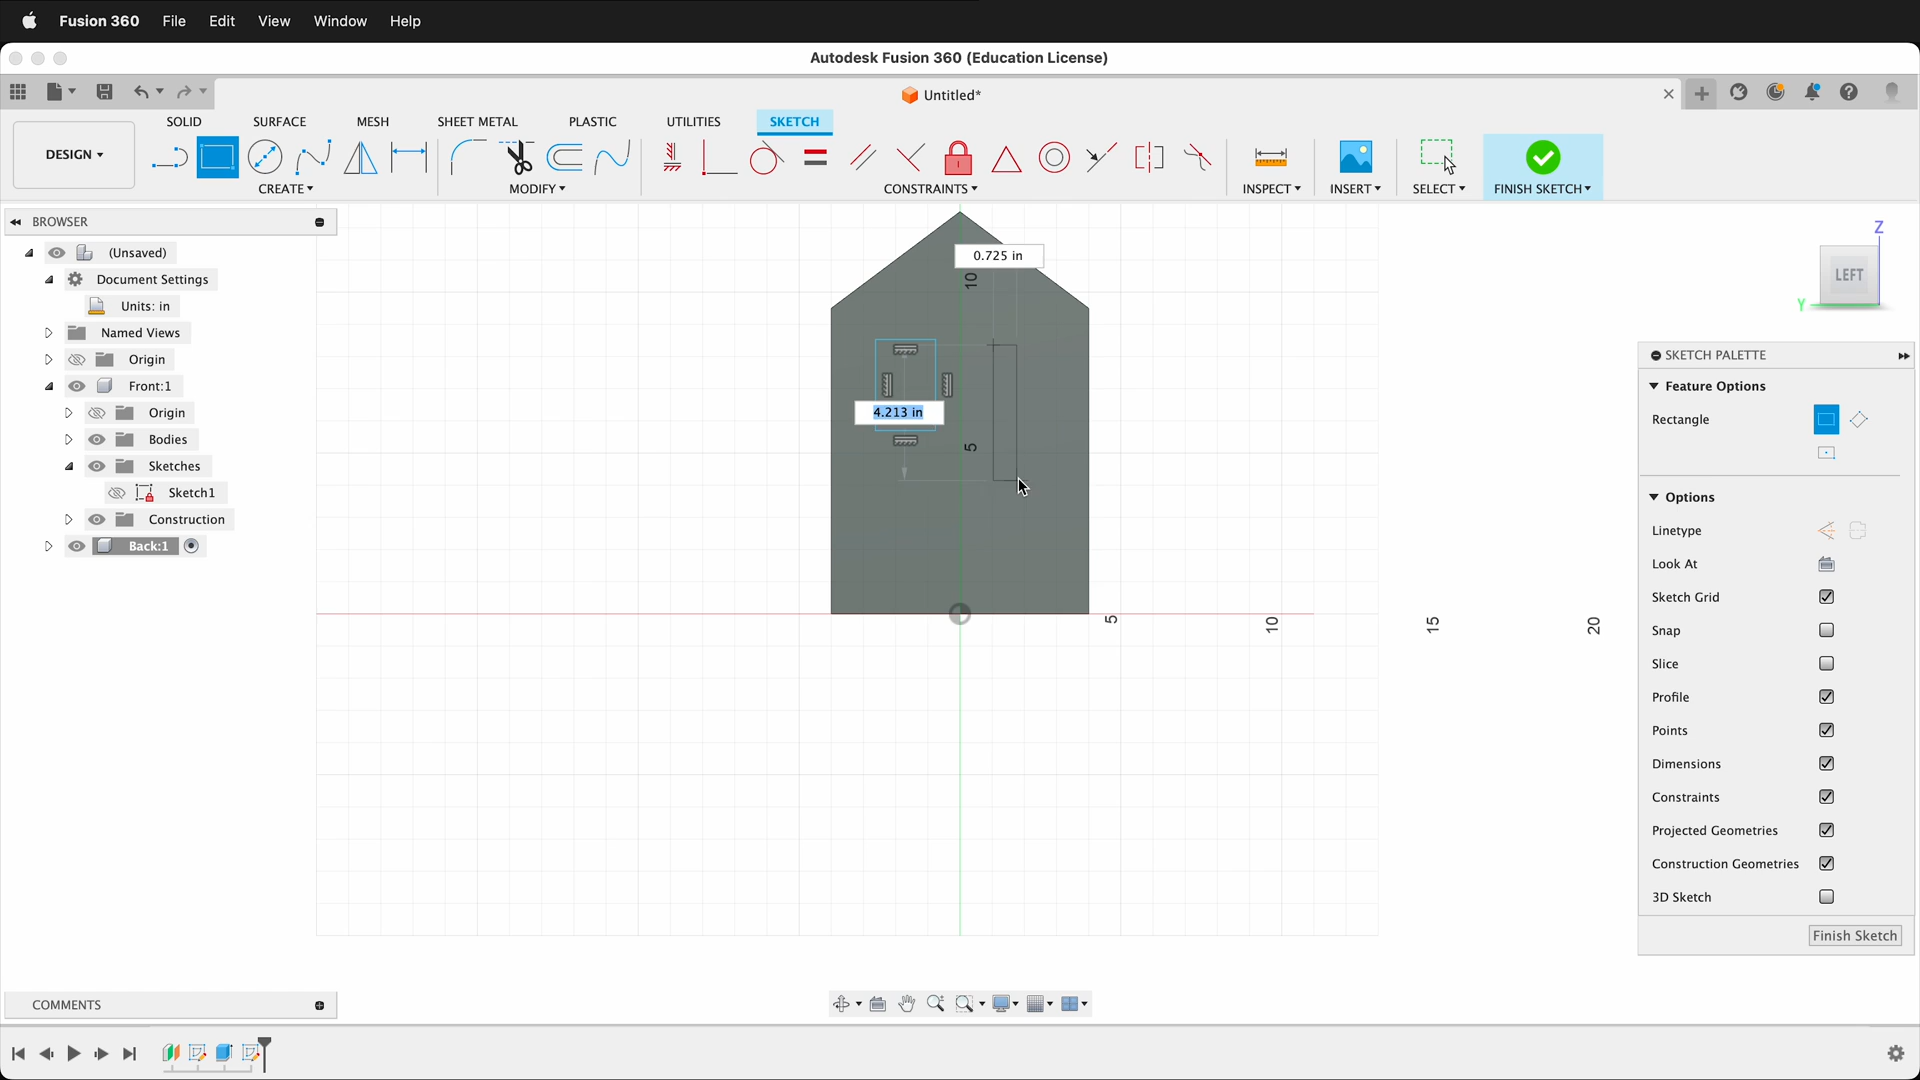 Fusion 360 File Edit View Window Help
Autodesk Fusion 360 (Education License)
Untitled*
SOLID SURFACE MESH SHEET METAL PLASTIC UTILITIES SKETCH
DESIGN
CREATE MODIFY CONSTRAINTS INSPECT INSERT SELECT FINISH SKETCH
BROWSER
(Unsaved)
Document Settings
Units: in
Named Views
Origin
Front:1
Origin
Bodies
Sketches
Sketch1
Construction
Back:1
0.725 in
10
4.213 in
5
5 10 15 20
Z
LEFT
Y
SKETCH PALETTE
Feature Options
Rectangle
Options
Linetype
Look At
Sketch Grid
Snap
Slice
Profile
Points
Dimensions
Constraints
Projected Geometries
Construction Geometries
3D Sketch
Finish Sketch
COMMENTS